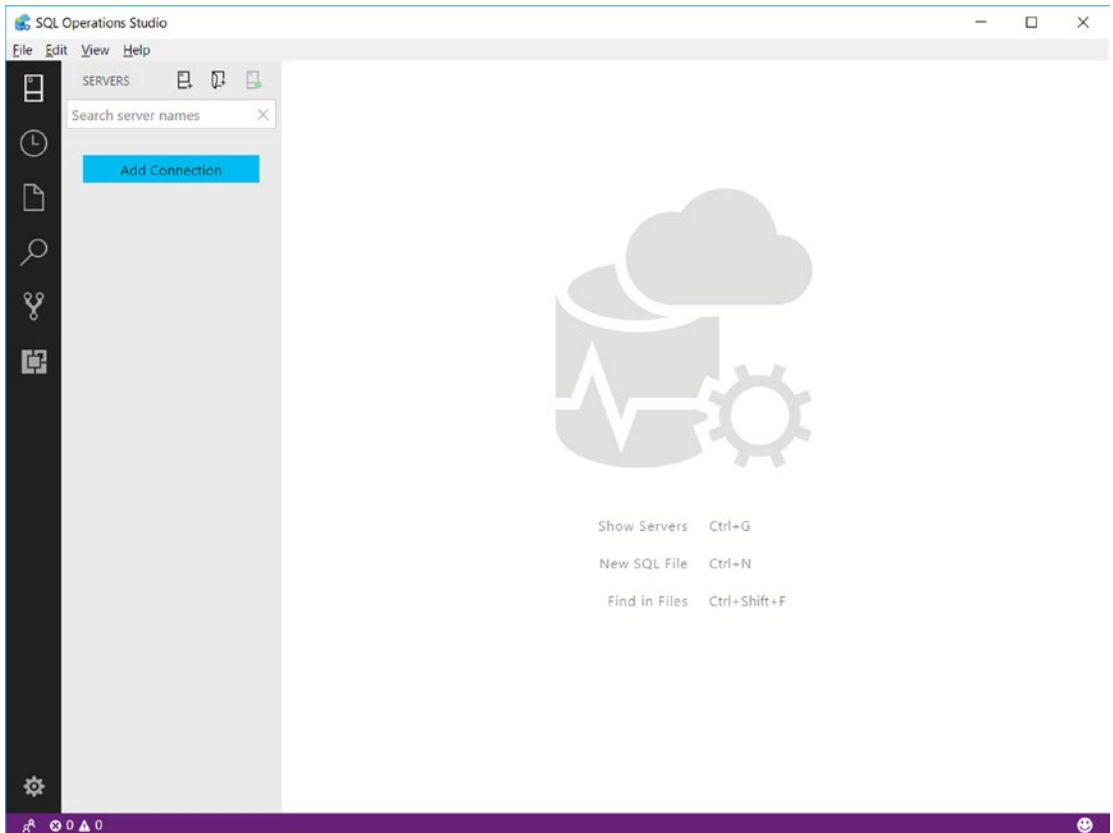 SQL Operations Studio
File Edit View Help
SERVERS
Search server names
Add Connection
Show Servers Ctrl+G
New SQL File Ctrl+N
Find in Files Ctrl+Shift+F
0 0